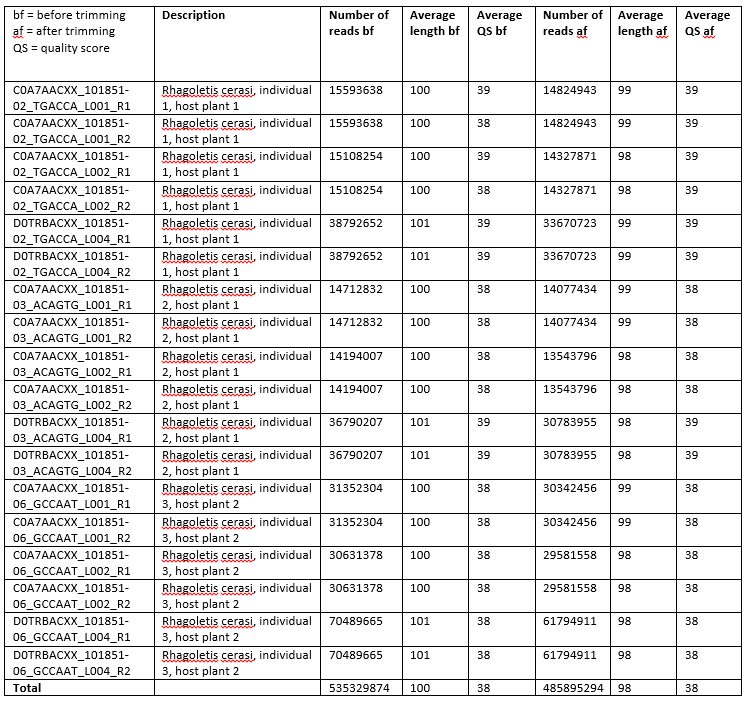 bf = before trimming
af = after trimming
QS = quality score
Description
Number of
reads bf
Average
length bf
Average
QS bf
Number of
reads af
Average
length af
Average
QS af
C0A7AACXX_101851-
02_TGACCA_L001_R1
Rhagoletis cerasi, individual
1, host plant 1
15593638
100
39
14824943
99
39
C0A7AACXX_101851-
02_TGACCA_L001_R2
Rhagoletis cerasi, individual
1, host plant 1
15593638
100
38
14824943
99
39
C0A7AACXX_101851-
02_TGACCA_L002_R1
Rhagoletis cerasi, individual
1, host plant 1
15108254
100
39
14327871
98
39
C0A7AACXX_101851-
02_TGACCA_L002_R2
Rhagoletis cerasi, individual
1, host plant 1
15108254
100
38
14327871
98
39
D0TRBACXX_101851-
02_TGACCA_L004_R1
Rhagoletis cerasi, individual
1, host plant 1
38792652
101
39
33670723
99
39
D0TRBACXX_101851-
02_TGACCA_L004_R2
Rhagoletis cerasi, individual
1, host plant 1
38792652
101
39
33670723
99
39
C0A7AACXX_101851-
03_ACAGTG_L001_R1
Rhagoletis cerasi, individual
2, host plant 1
14712832
100
38
14077434
99
38
C0A7AACXX_101851-
03_ACAGTG_L001_R2
Rhagoletis cerasi, individual
2, host plant 1
14712832
100
38
14077434
99
38
C0A7AACXX_101851-
03_ACAGTG_L002_R1
Rhagoletis cerasi, individual
2, host plant 1
14194007
100
38
13543796
98
38
C0A7AACXX_101851-
03_ACAGTG_L002_R2
Rhagoletis cerasi, individual
2, host plant 1
14194007
100
38
13543796
98
38
D0TRBACXX_101851-
03_ACAGTG_L004_R1
Rhagoletis cerasi, individual
2, host plant 1
36790207
101
39
30783955
98
39
D0TRBACXX_101851-
03_ACAGTG_L004_R2
Rhagoletis cerasi, individual
2, host plant 1
36790207
101
39
30783955
98
39
C0A7AACXX_101851-
06_GCCAAT_L001_R1
Rhagoletis cerasi, individual
3, host plant 2
31352304
100
38
30342456
99
38
C0A7AACXX_101851-
06_GCCAAT_L001_R2
Rhagoletis cerasi, individual
3, host plant 2
31352304
100
38
30342456
99
38
C0A7AACXX_101851-
06_GCCAAT_L002_R1
Rhagoletis cerasi, individual
3, host plant 2
30631378
100
38
29581558
98
38
C0A7AACXX_101851-
06_GCCAAT_L002_R2
Rhagoletis cerasi, individual
3, host plant 2
30631378
100
38
29581558
98
38
D0TRBACXX_101851-
06_GCCAAT_L004_R1
Rhagoletis cerasi, individual
3, host plant 2
70489665
101
38
61794911
98
38
D0TRBACXX_101851-
06_GCCAAT_L004_R2
Rhagoletis cerasi, individual
3, host plant 2
70489665
101
38
61794911
98
38
Total
535329874
100
38
485895294
98
38